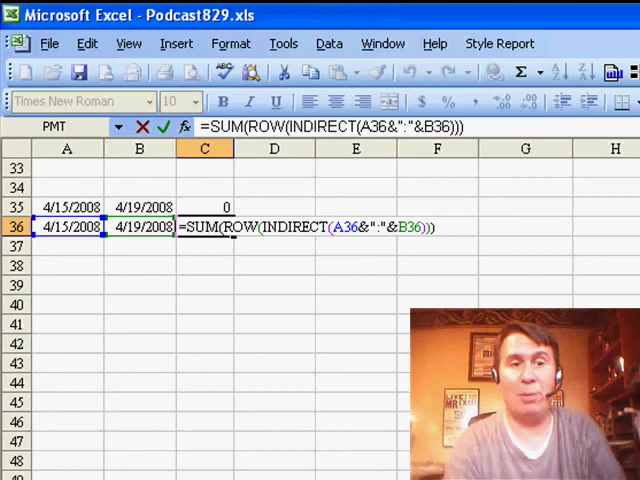 Microsoft Excel - Podcast829.xls
File Edit View Insert Format Tools Data Window Help Style Report
Times New Roman 10 B I U $ % ,
PMT =SUM(ROW(INDIRECT(A36&":"&B36)))
A B C D E F G H
33
34
35 4/15/2008 4/19/2008 0
36 4/15/2008 4/19/2008 =SUM(ROW(INDIRECT(A36&":"&B36)))
37
38
39
40
41
42
43
44
45
46
47
48